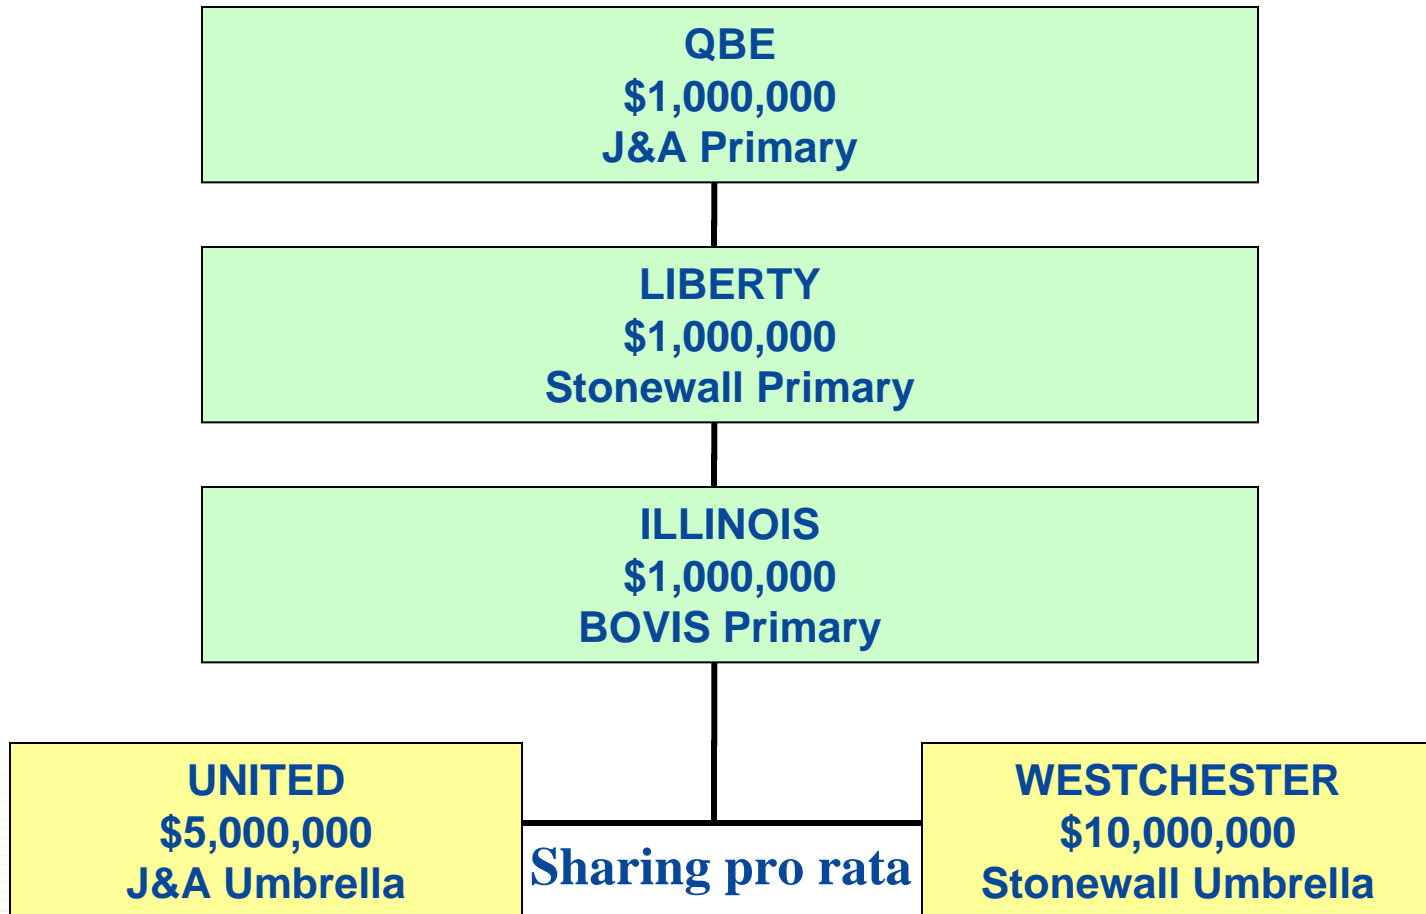 QBE
$1,000,000
J&A Primary
LIBERTY
$1,000,000
Stonewall Primary
ILLINOIS
$1,000,000
BOVIS Primary
UNITED
$5,000,000
J&A Umbrella
Sharing pro rata
WESTCHESTER
$10,000,000
Stonewall Umbrella